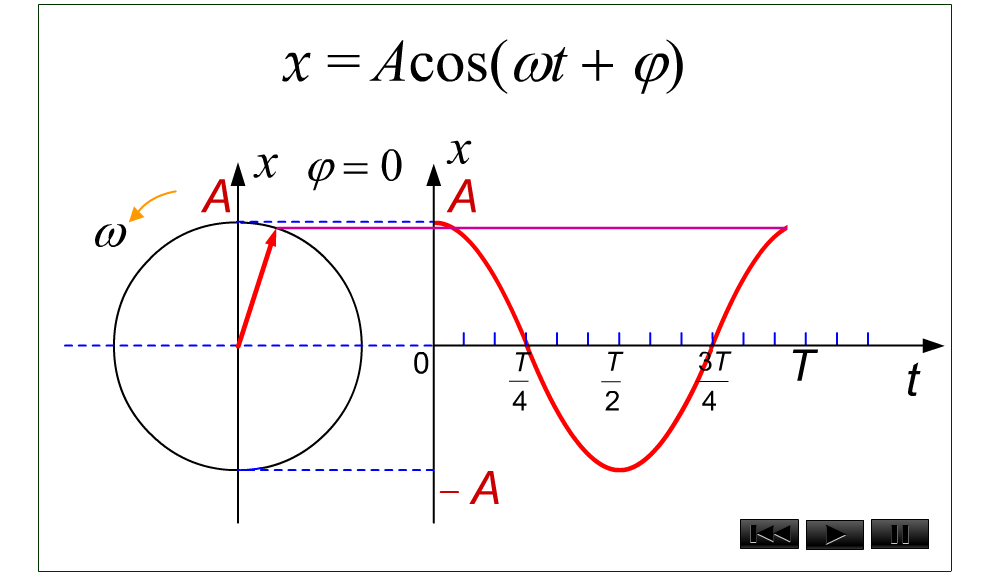 x = Acos(ωt + φ)
x φ = 0 x
A A
ω
0 T/4 T/2 3T/4 T t
– A